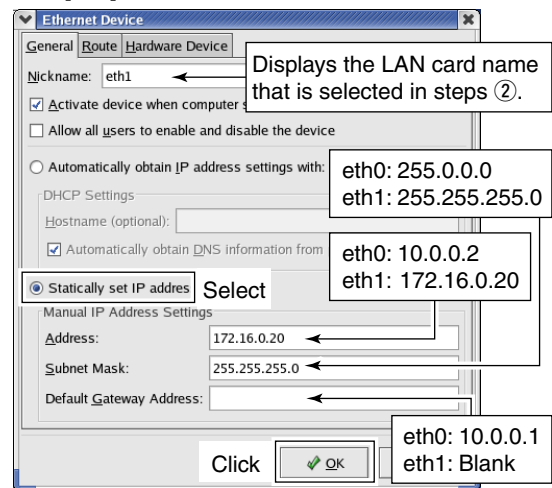 Ethernet Device
General Route Hardware Device
Nickname: eth1
Displays the LAN card name
that is selected in steps ②.
Activate device when computer s
Allow all users to enable and disable the device
Automatically obtain IP address settings with:
eth0: 255.0.0.0
eth1: 255.255.255.0
DHCP Settings
Hostname (optional):
Automatically obtain DNS information from
eth0: 10.0.0.2
eth1: 172.16.0.20
Statically set IP addres Select
Manual IP Address Settings
Address: 172.16.0.20
Subnet Mask: 255.255.255.0
Default Gateway Address:
eth0: 10.0.0.1
eth1: Blank
Click OK